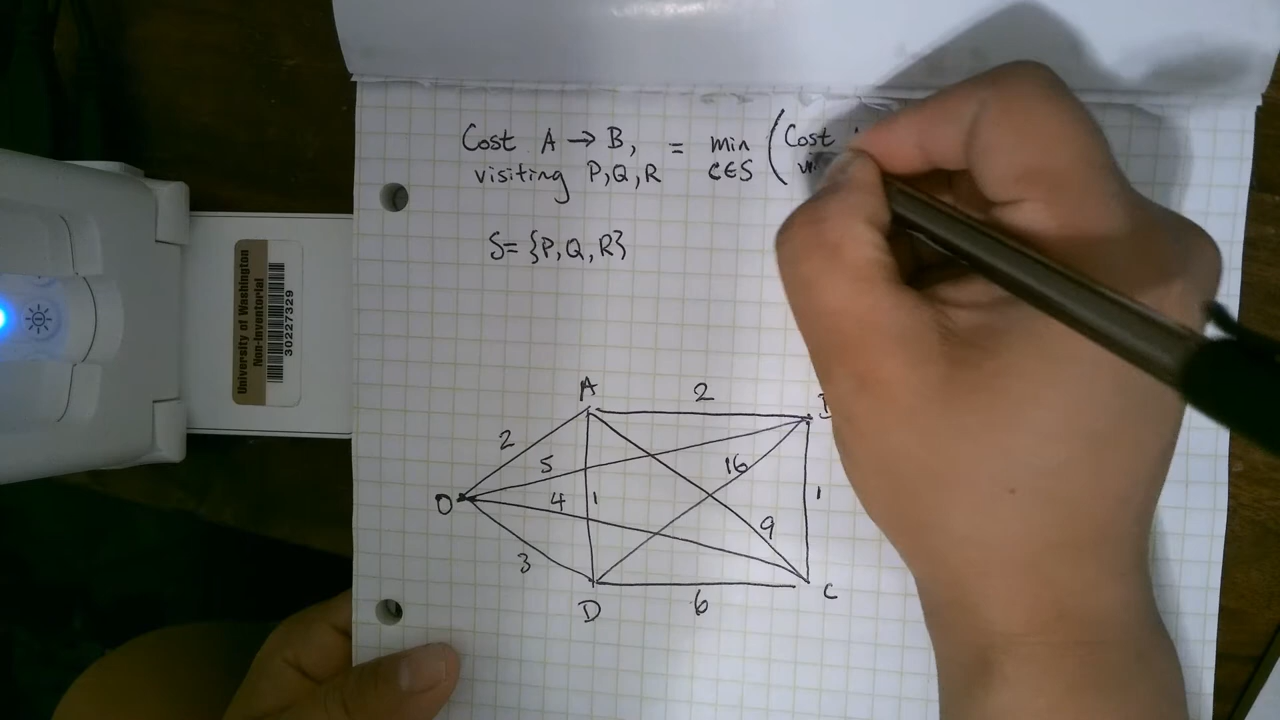 Cost A → B, = min (Cost
visiting P,Q,R C∈S
S= {P,Q,R}
University of Washington
Non-Inventorial
30227329
A 2
2 5 16
O 4 1 1
3 9
D 6 C